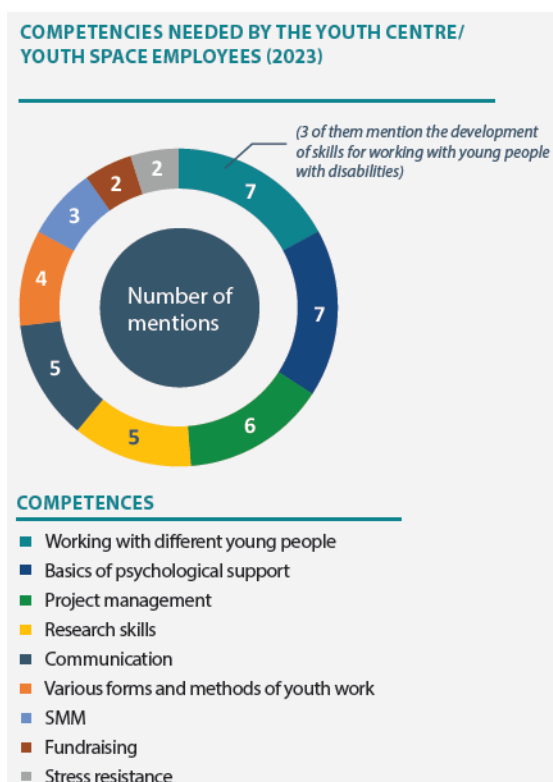 COMPETENCIES NEEDED BY THE YOUTH CENTRE/
YOUTH SPACE EMPLOYEES (2023)
(3 of them mention the development
of skills for working with young people
with disabilities)
2
2
7
3
4
Number of
mentions
7
5
5
6
COMPETENCES
Working with different young people
Basics of psychological support
Project management
Research skills
Communication
Various forms and methods of youth work
SMM
Fundraising
Stress resistance